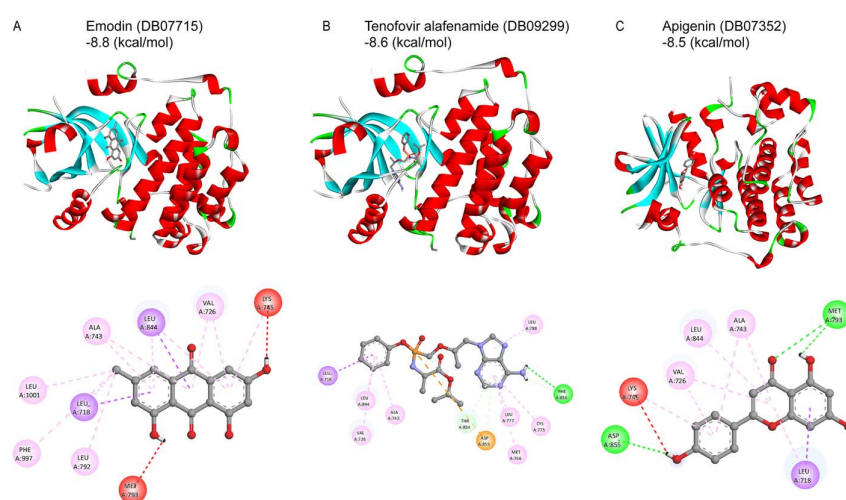 A
Emodin (DB07715)
-8.8 (kcal/mol)
B
Tenofovir alafenamide (DB09299)
-8.6 (kcal/mol)
C
Apigenin (DB07352)
-8.5 (kcal/mol)
LYS
A:745
VAL
A:726
LEU
A:844
ALA
A:743
LEU
A:1001
LEU
A:718
PHE
A:997
LEU
A:792
MET
A:793
LEU
A:788
LEU
A:718
LEU
A:844
ALA
A:743
VAL
A:726
THR
A:854
ASP
A:855
LEU
A:777
MET
A:766
CYS
A:775
PHE
A:856
MET
A:793
ALA
A:743
LEU
A:844
VAL
A:726
LYS
A:745
ASP
A:855
LEU
A:718